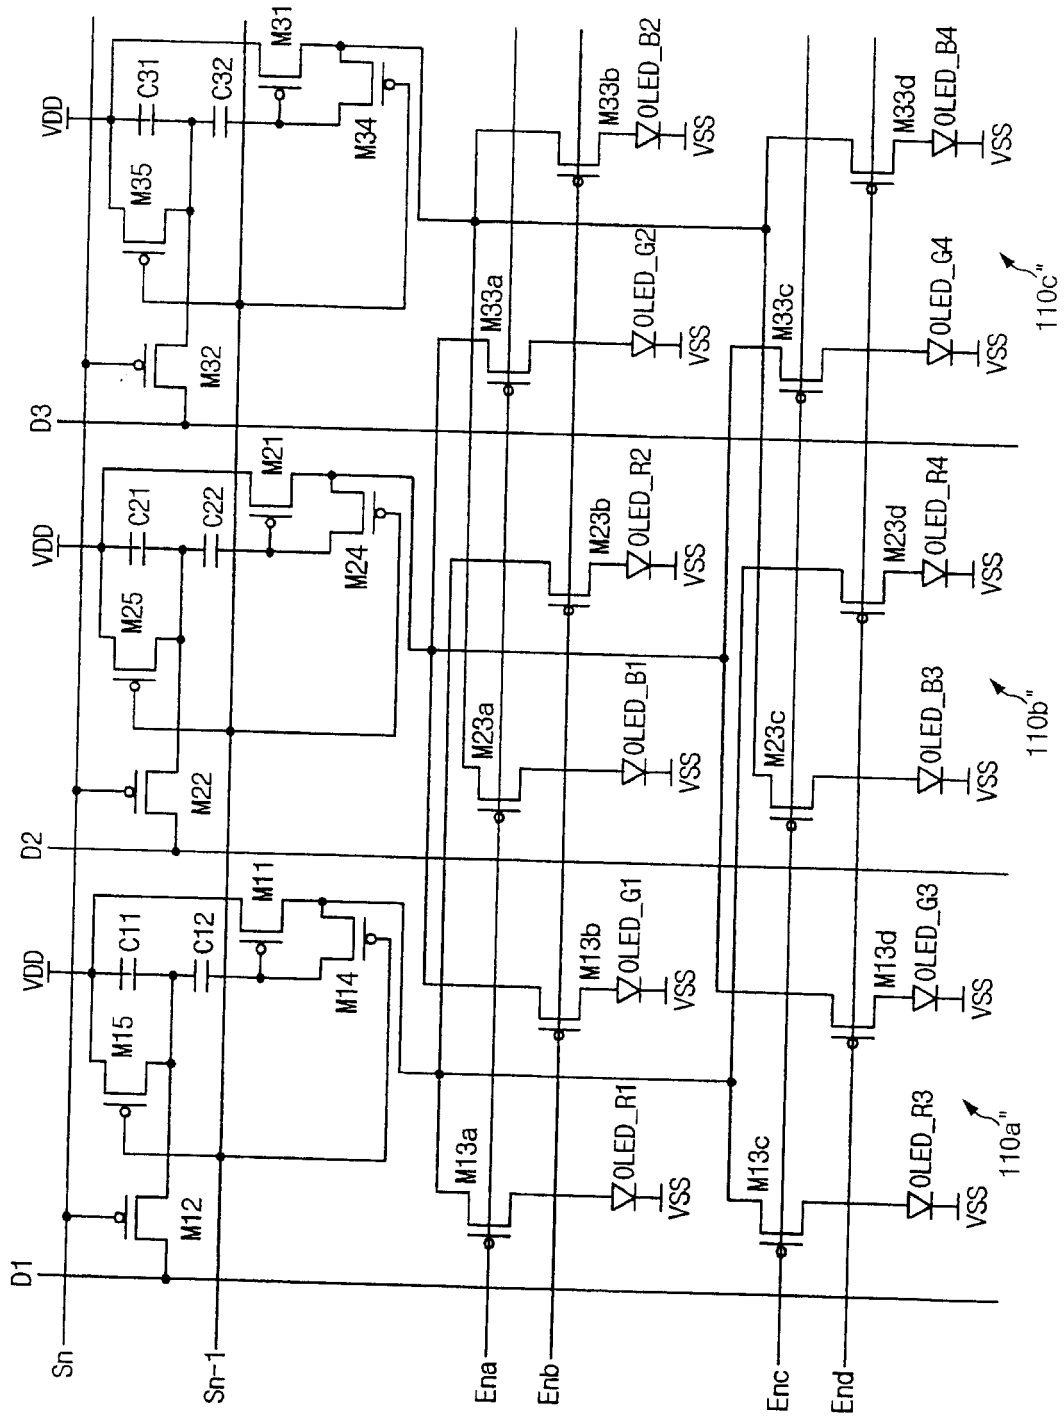 D1
D2
D3
Sn
Sn-1
VDD
VDD
VDD
M15
C11
C12
M12
M11
M14
M25
C21
C22
M22
M21
M24
M35
C31
C32
M32
M31
M34
Ena
Enb
M13a
M13b
M23a
M23b
M33a
M33b
OLED_R1
OLED_G1
OLED_B1
OLED_R2
OLED_G2
OLED_B2
VSS
VSS
VSS
VSS
VSS
VSS
Enc
End
M13c
M13d
M23c
M23d
M33c
M33d
OLED_R3
OLED_G3
OLED_B3
OLED_R4
OLED_G4
OLED_B4
VSS
VSS
VSS
VSS
VSS
VSS
110a"
110b"
110c"